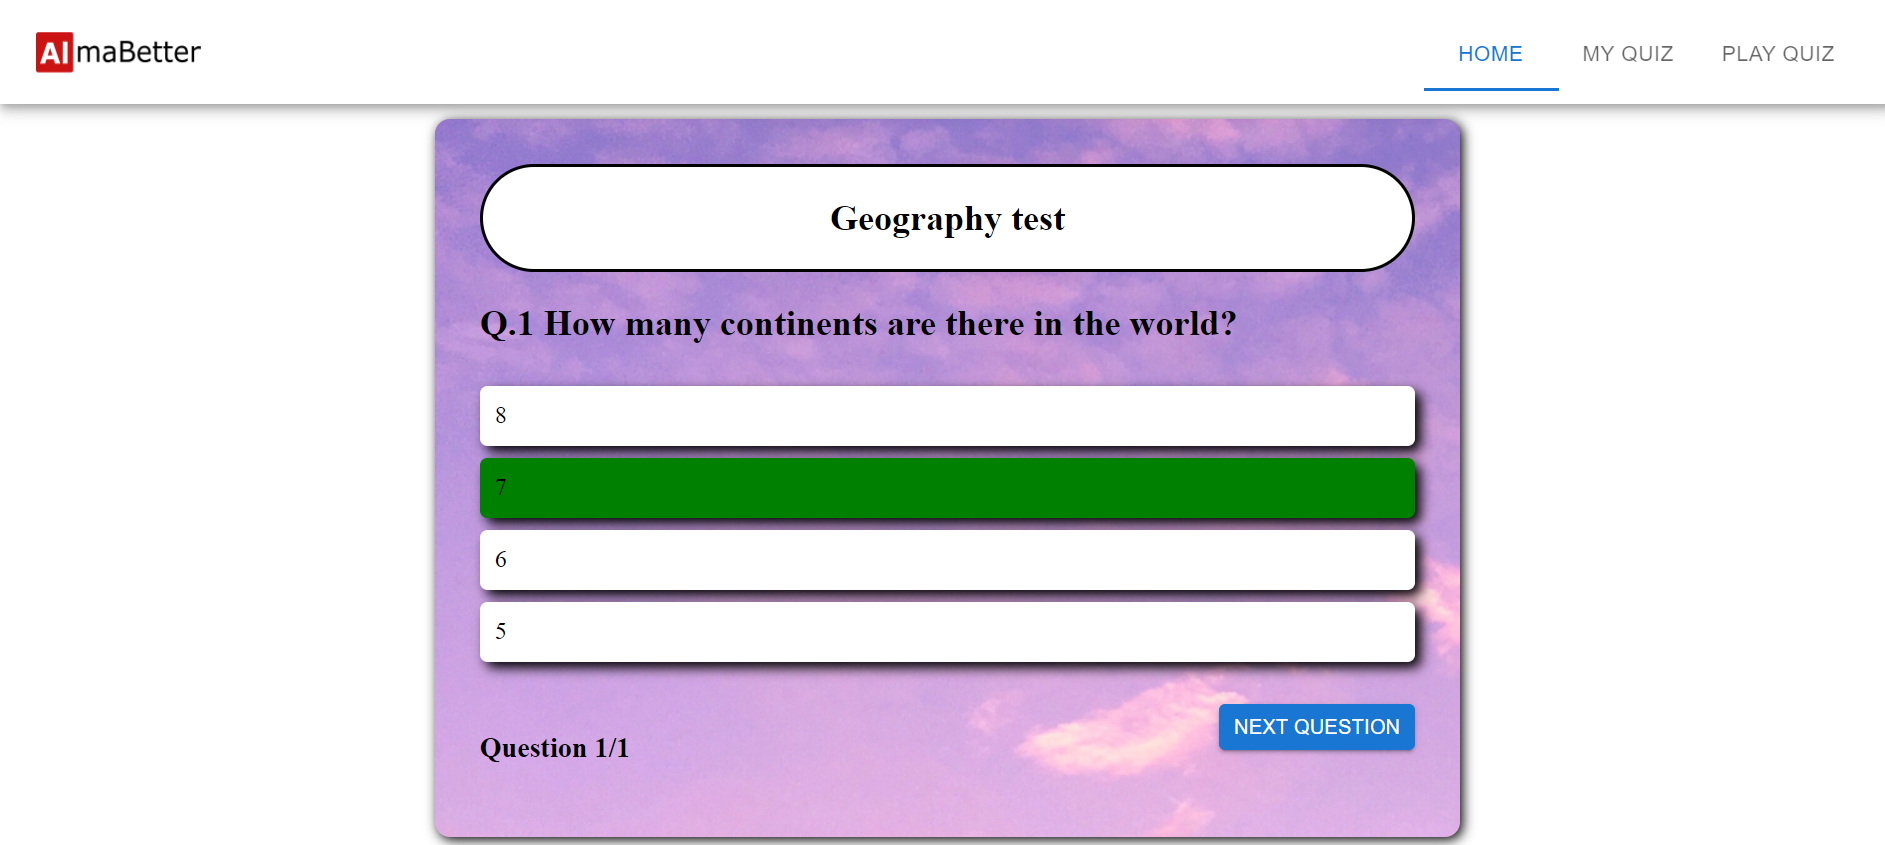 AlmaBetter
HOME MY QUIZ PLAY QUIZ
Geography test
Q.1 How many continents are there in the world?
8
7
6
5
NEXT QUESTION
Question 1/1